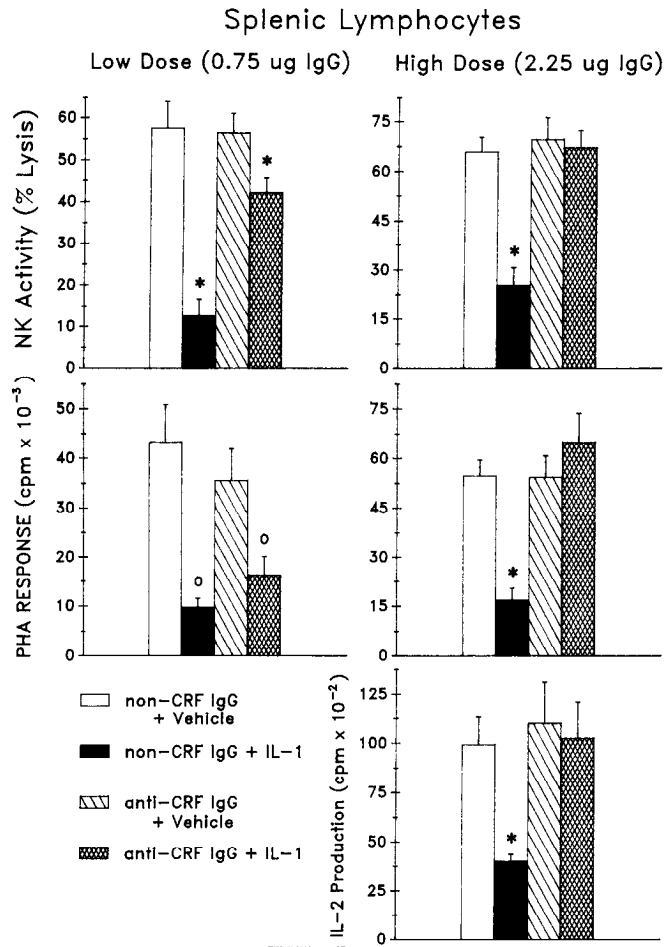 Splenic Lymphocytes
Low Dose (0.75 ug IgG)
High Dose (2.25 ug IgG)
NK Activity (% Lysis)
60
50
40
30
20
10
0
*
*
75
60
45
30
15
0
*
PHA RESPONSE (cpm x 10⁻³)
50
40
30
20
10
0
o
o
75
60
45
30
15
0
*
non-CRF IgG
+ Vehicle
non-CRF IgG + IL-1
anti-CRF IgG
+ Vehicle
anti-CRF IgG + IL-1
IL-2 Production (cpm x 10⁻²)
125
100
75
50
25
0
*